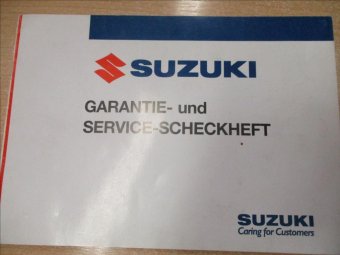 SUZUKI
GARANTIE- und
SERVICE-SCHECKHEFT
SUZUKI
Caring for Customers